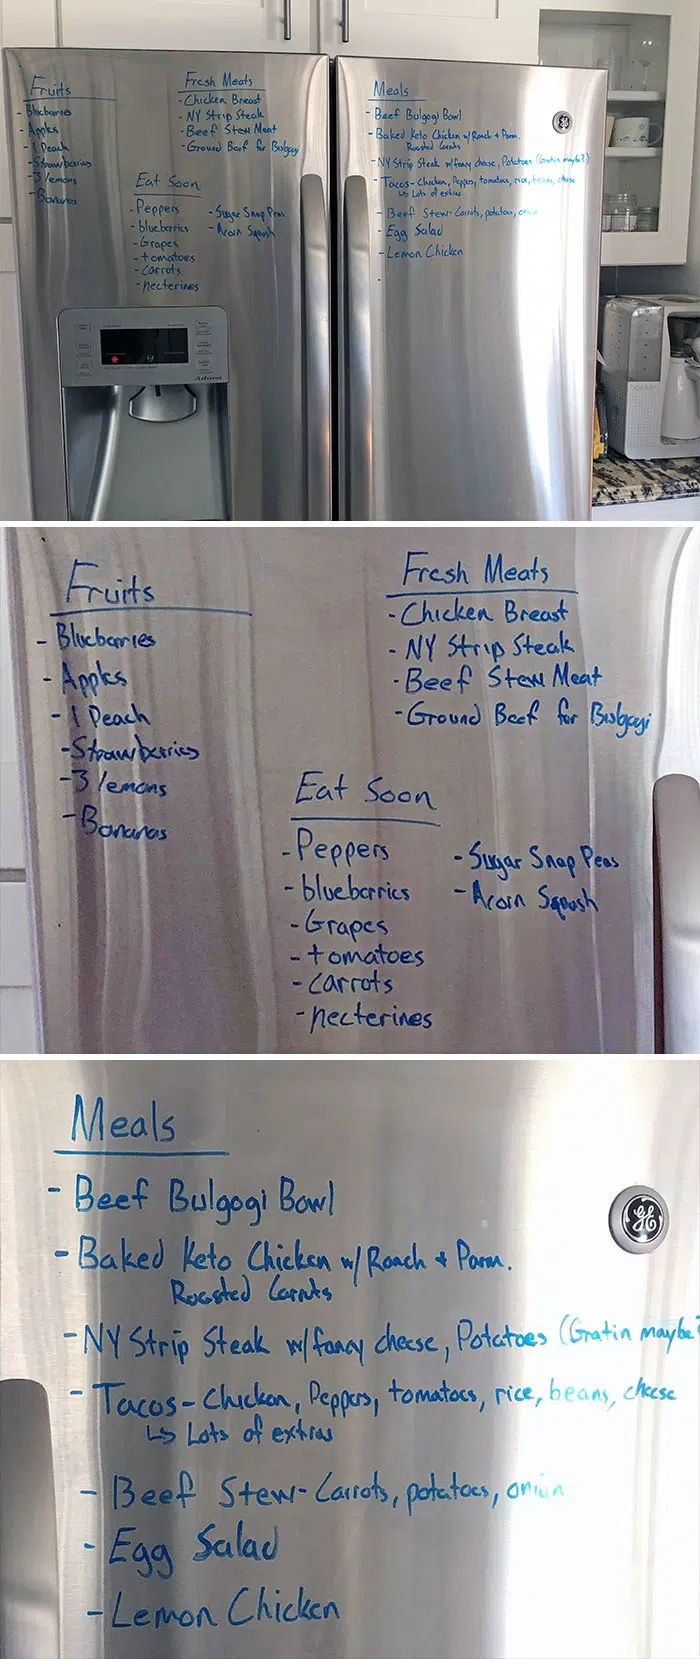 Fruits
- Blueberries
- Apples
- 1 Peach
- Strawberries
- 3 lemons
- Bananas
Fresh Meats
- Chicken Breast
- NY Strip Steak
- Beef Stew Meat
- Ground Beef for Bulgogi
Eat Soon
- Peppers
- blueberries
- Grapes
- tomatoes
- carrots
- necterines
- Sugar Snap Peas
- Acorn Squash
Adora
Meals
- Beef Bulgogi Bowl
- Baked Keto Chicken w/ Ranch & Parm.
Roasted Carrots
- NY Strip Steak w/fancy cheese, Potatoes (Gratin maybe?)
- Tacos - Chicken, Peppers, tomatoes, rice, beans, cheese
↳ Lots of extras
- Beef Stew - Carrots, potatoes, onion
- Egg Salad
- Lemon Chicken
-
GE
bodum
Fruits
- Blueberries
- Apples
- 1 Peach
- Strawberries
- 3 lemons
- Bananas
Fresh Meats
- Chicken Breast
- NY Strip Steak
- Beef Stew Meat
- Ground Beef for Bulgogi
Eat Soon
- Peppers
- blueberries
- Grapes
- tomatoes
- carrots
- necterines
- Sugar Snap Peas
- Acorn Squash
Meals
- Beef Bulgogi Bowl
- Baked Keto Chicken w/ Ranch & Parm.
Roasted Carrots
- NY Strip Steak w/fancy cheese, Potatoes (Gratin maybe?
- Tacos - Chicken, Peppers, tomatoes, rice, beans, cheese
↳ Lots of extras
- Beef Stew - Carrots, potatoes, onion
- Egg Salad
- Lemon Chicken
GE